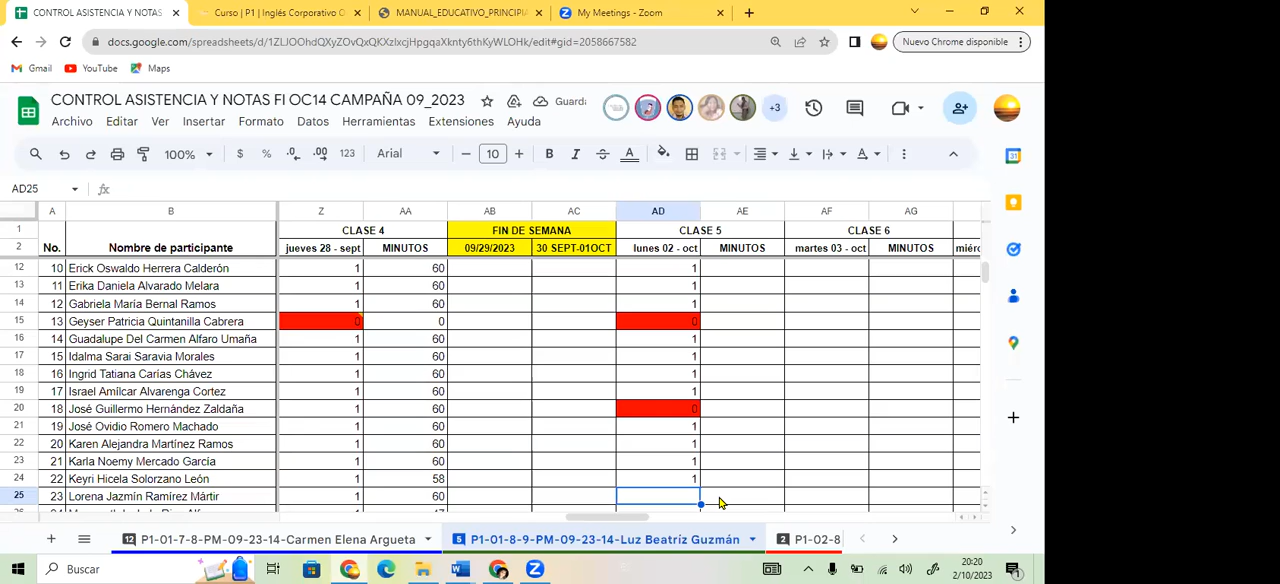 CONTROL ASISTENCIA Y NOTAS F
Curso | P1 | Inglés Corporativo O
MANUAL_EDUCATIVO_PRINCIPIA
My Meetings - Zoom
docs.google.com/spreadsheets/d/1ZLJOOhdQXyZOvQxQKXzlxcjHpgqaXknty6thKyWLOHk/edit#gid=2058667582
Nuevo Chrome disponible
Gmail YouTube Maps
CONTROL ASISTENCIA Y NOTAS FI OC14 CAMPAÑA 09_2023
Guarda
+3
Archivo Editar Ver Insertar Formato Datos Herramientas Extensiones Ayuda
100% $ % .0 .00 123 Arial 10 B I A
AD25 fx
A B Z AA AB AC AD AE AF AG
1 CLASE 4 FIN DE SEMANA CLASE 5 CLASE 6
2 No. Nombre de participante jueves 28 - sept MINUTOS 09/29/2023 30 SEPT-01OCT lunes 02 - oct MINUTOS martes 03 - oct MINUTOS miérc
12 10 Erick Oswaldo Herrera Calderón 1 60 1
13 11 Erika Daniela Alvarado Melara 1 60 1
14 12 Gabriela María Bernal Ramos 1 60 1
15 13 Geyser Patricia Quintanilla Cabrera 0 0 0
16 14 Guadalupe Del Carmen Alfaro Umaña 1 60 1
17 15 Idalma Sarai Saravia Morales 1 60 1
18 16 Ingrid Tatiana Carías Chávez 1 60 1
19 17 Israel Amílcar Alvarenga Cortez 1 60 1
20 18 José Guillermo Hernández Zaldaña 1 60 0
21 19 José Ovidio Romero Machado 1 60 1
22 20 Karen Alejandra Martínez Ramos 1 60 1
23 21 Karla Noemy Mercado García 1 60 1
24 22 Keyri Hicela Solorzano León 1 58 1
25 23 Lorena Jazmín Ramírez Mártir 1 60
12 P1-01-7-8-PM-09-23-14-Carmen Elena Argueta
5 P1-01-8-9-PM-09-23-14-Luz Beatríz Guzmán
2 P1-02-8
Buscar
20:20
2/10/2023